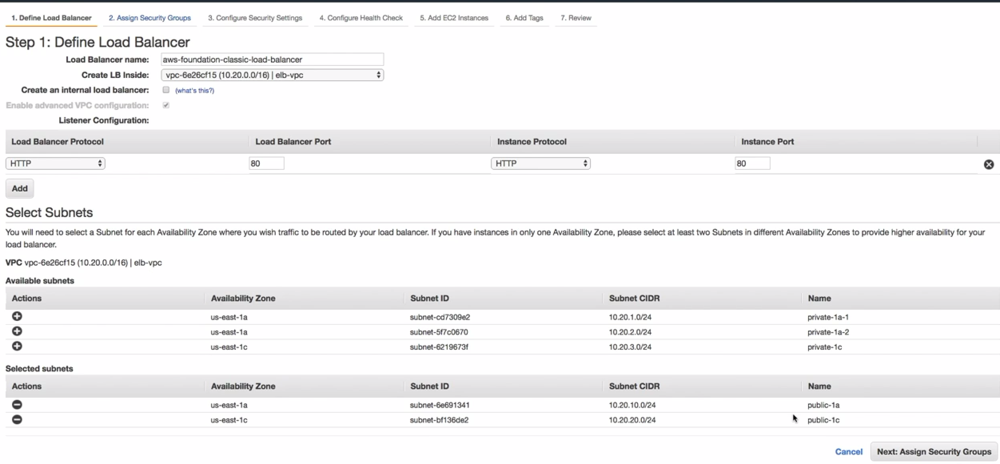 1. Define Load Balancer 2. Assign Security Groups 3. Configure Security Settings 4. Configure Health Check 5. Add EC2 Instances 6. Add Tags 7. Review
Step 1: Define Load Balancer
Load Balancer name: aws-foundation-classic-load-balancer
Create LB Inside: vpc-6e26cf15 (10.20.0.0/16) | elb-vpc
Create an internal load balancer: (what's this?)
Enable advanced VPC configuration:
Listener Configuration:
Load Balancer Protocol Load Balancer Port Instance Protocol Instance Port
HTTP 80 HTTP 80
Add
Select Subnets
You will need to select a Subnet for each Availability Zone where you wish traffic to be routed by your load balancer. If you have instances in only one Availability Zone, please select at least two Subnets in different Availability Zones to provide higher availability for your
load balancer.
VPC vpc-6e26cf15 (10.20.0.0/16) | elb-vpc
Available subnets
Actions Availability Zone Subnet ID Subnet CIDR Name
us-east-1a subnet-cd7309e2 10.20.1.0/24 private-1a-1
us-east-1a subnet-5f7c0670 10.20.2.0/24 private-1a-2
us-east-1c subnet-6219673f 10.20.3.0/24 private-1c
Selected subnets
Actions Availability Zone Subnet ID Subnet CIDR Name
us-east-1a subnet-6e691341 10.20.10.0/24 public-1a
us-east-1c subnet-bf136de2 10.20.20.0/24 public-1c
Cancel Next: Assign Security Groups